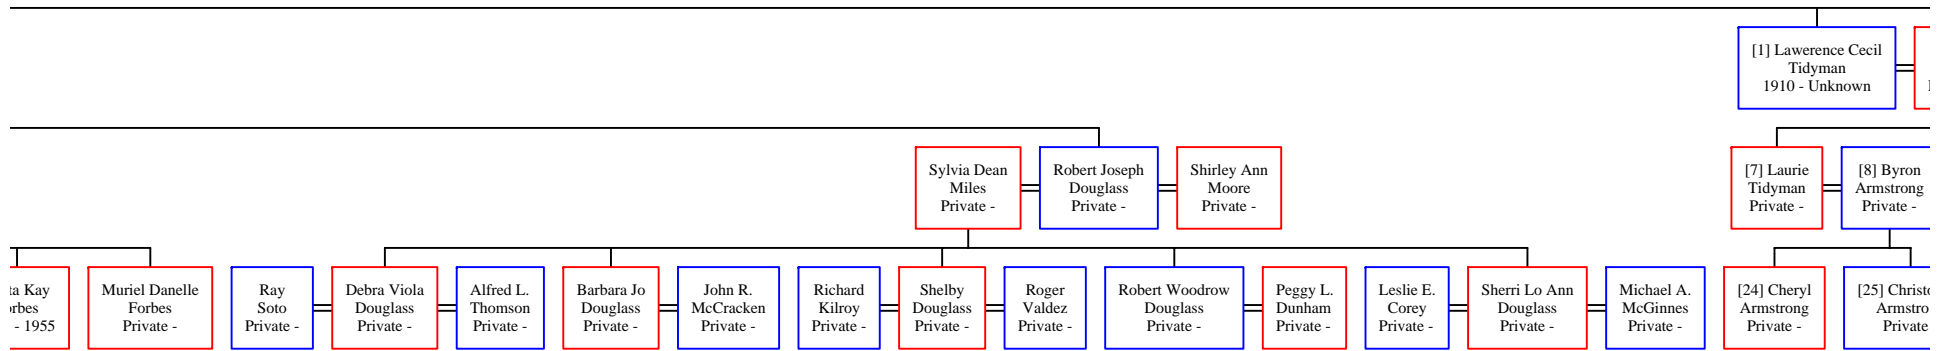 [1] Lawerence Cecil
Tidyman
1910 - Unknown
Sylvia Dean
Miles
Private -
Robert Joseph
Douglass
Private -
Shirley Ann
Moore
Private -
[7] Laurie
Tidyman
Private -
[8] Byron
Armstrong
Private -
Kay
- 1955
Muriel Danelle
Forbes
Private -
Ray
Soto
Private -
Debra Viola
Douglass
Private -
Alfred L.
Thomson
Private -
Barbara Jo
Douglass
Private -
John R.
McCracken
Private -
Richard
Kilroy
Private -
Shelby
Douglass
Private -
Roger
Valdez
Private -
Robert Woodrow
Douglass
Private -
Peggy L.
Dunham
Private -
Leslie E.
Corey
Private -
Sherri Lo Ann
Douglass
Private -
Michael A.
McGinnes
Private -
[24] Cheryl
Armstrong
Private -
[25]
Private